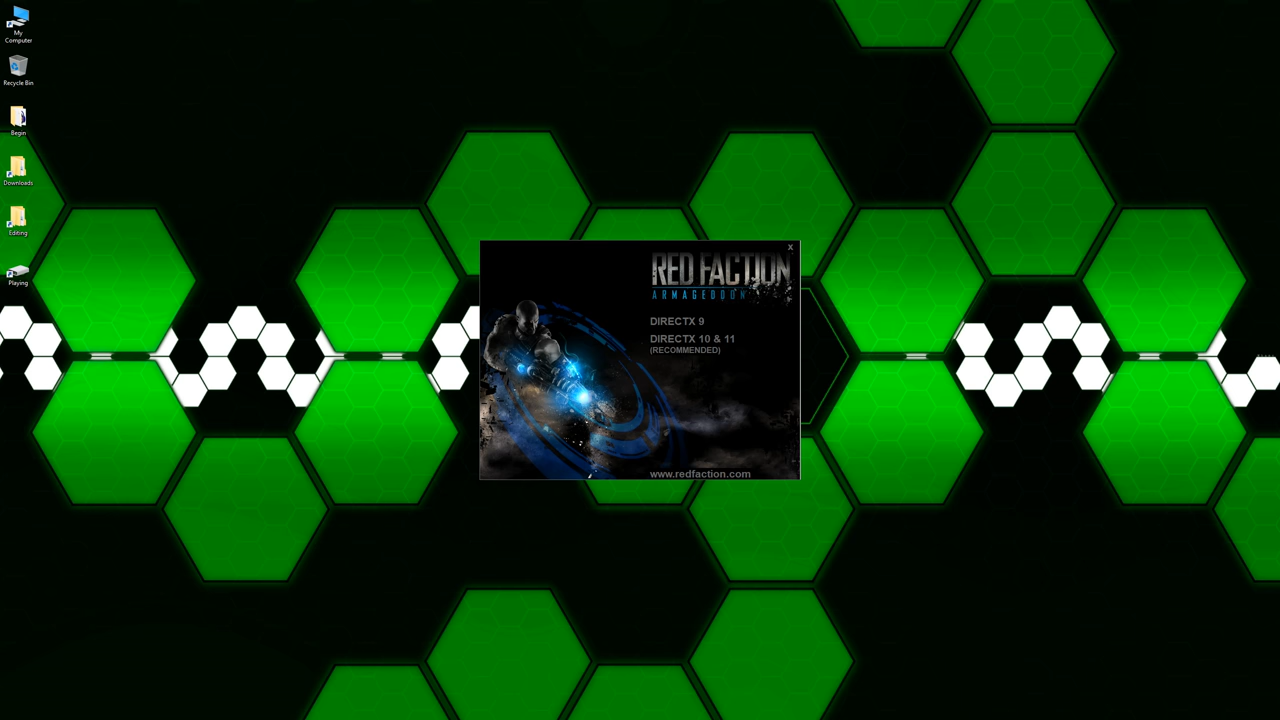 My
Computer
Recycle Bin
Begin
Downloads
Editing
Playing
X
RED FACTION
ARMAGEDDON
DIRECTX 9
DIRECTX 10 & 11
(RECOMMENDED)
www.redfaction.com